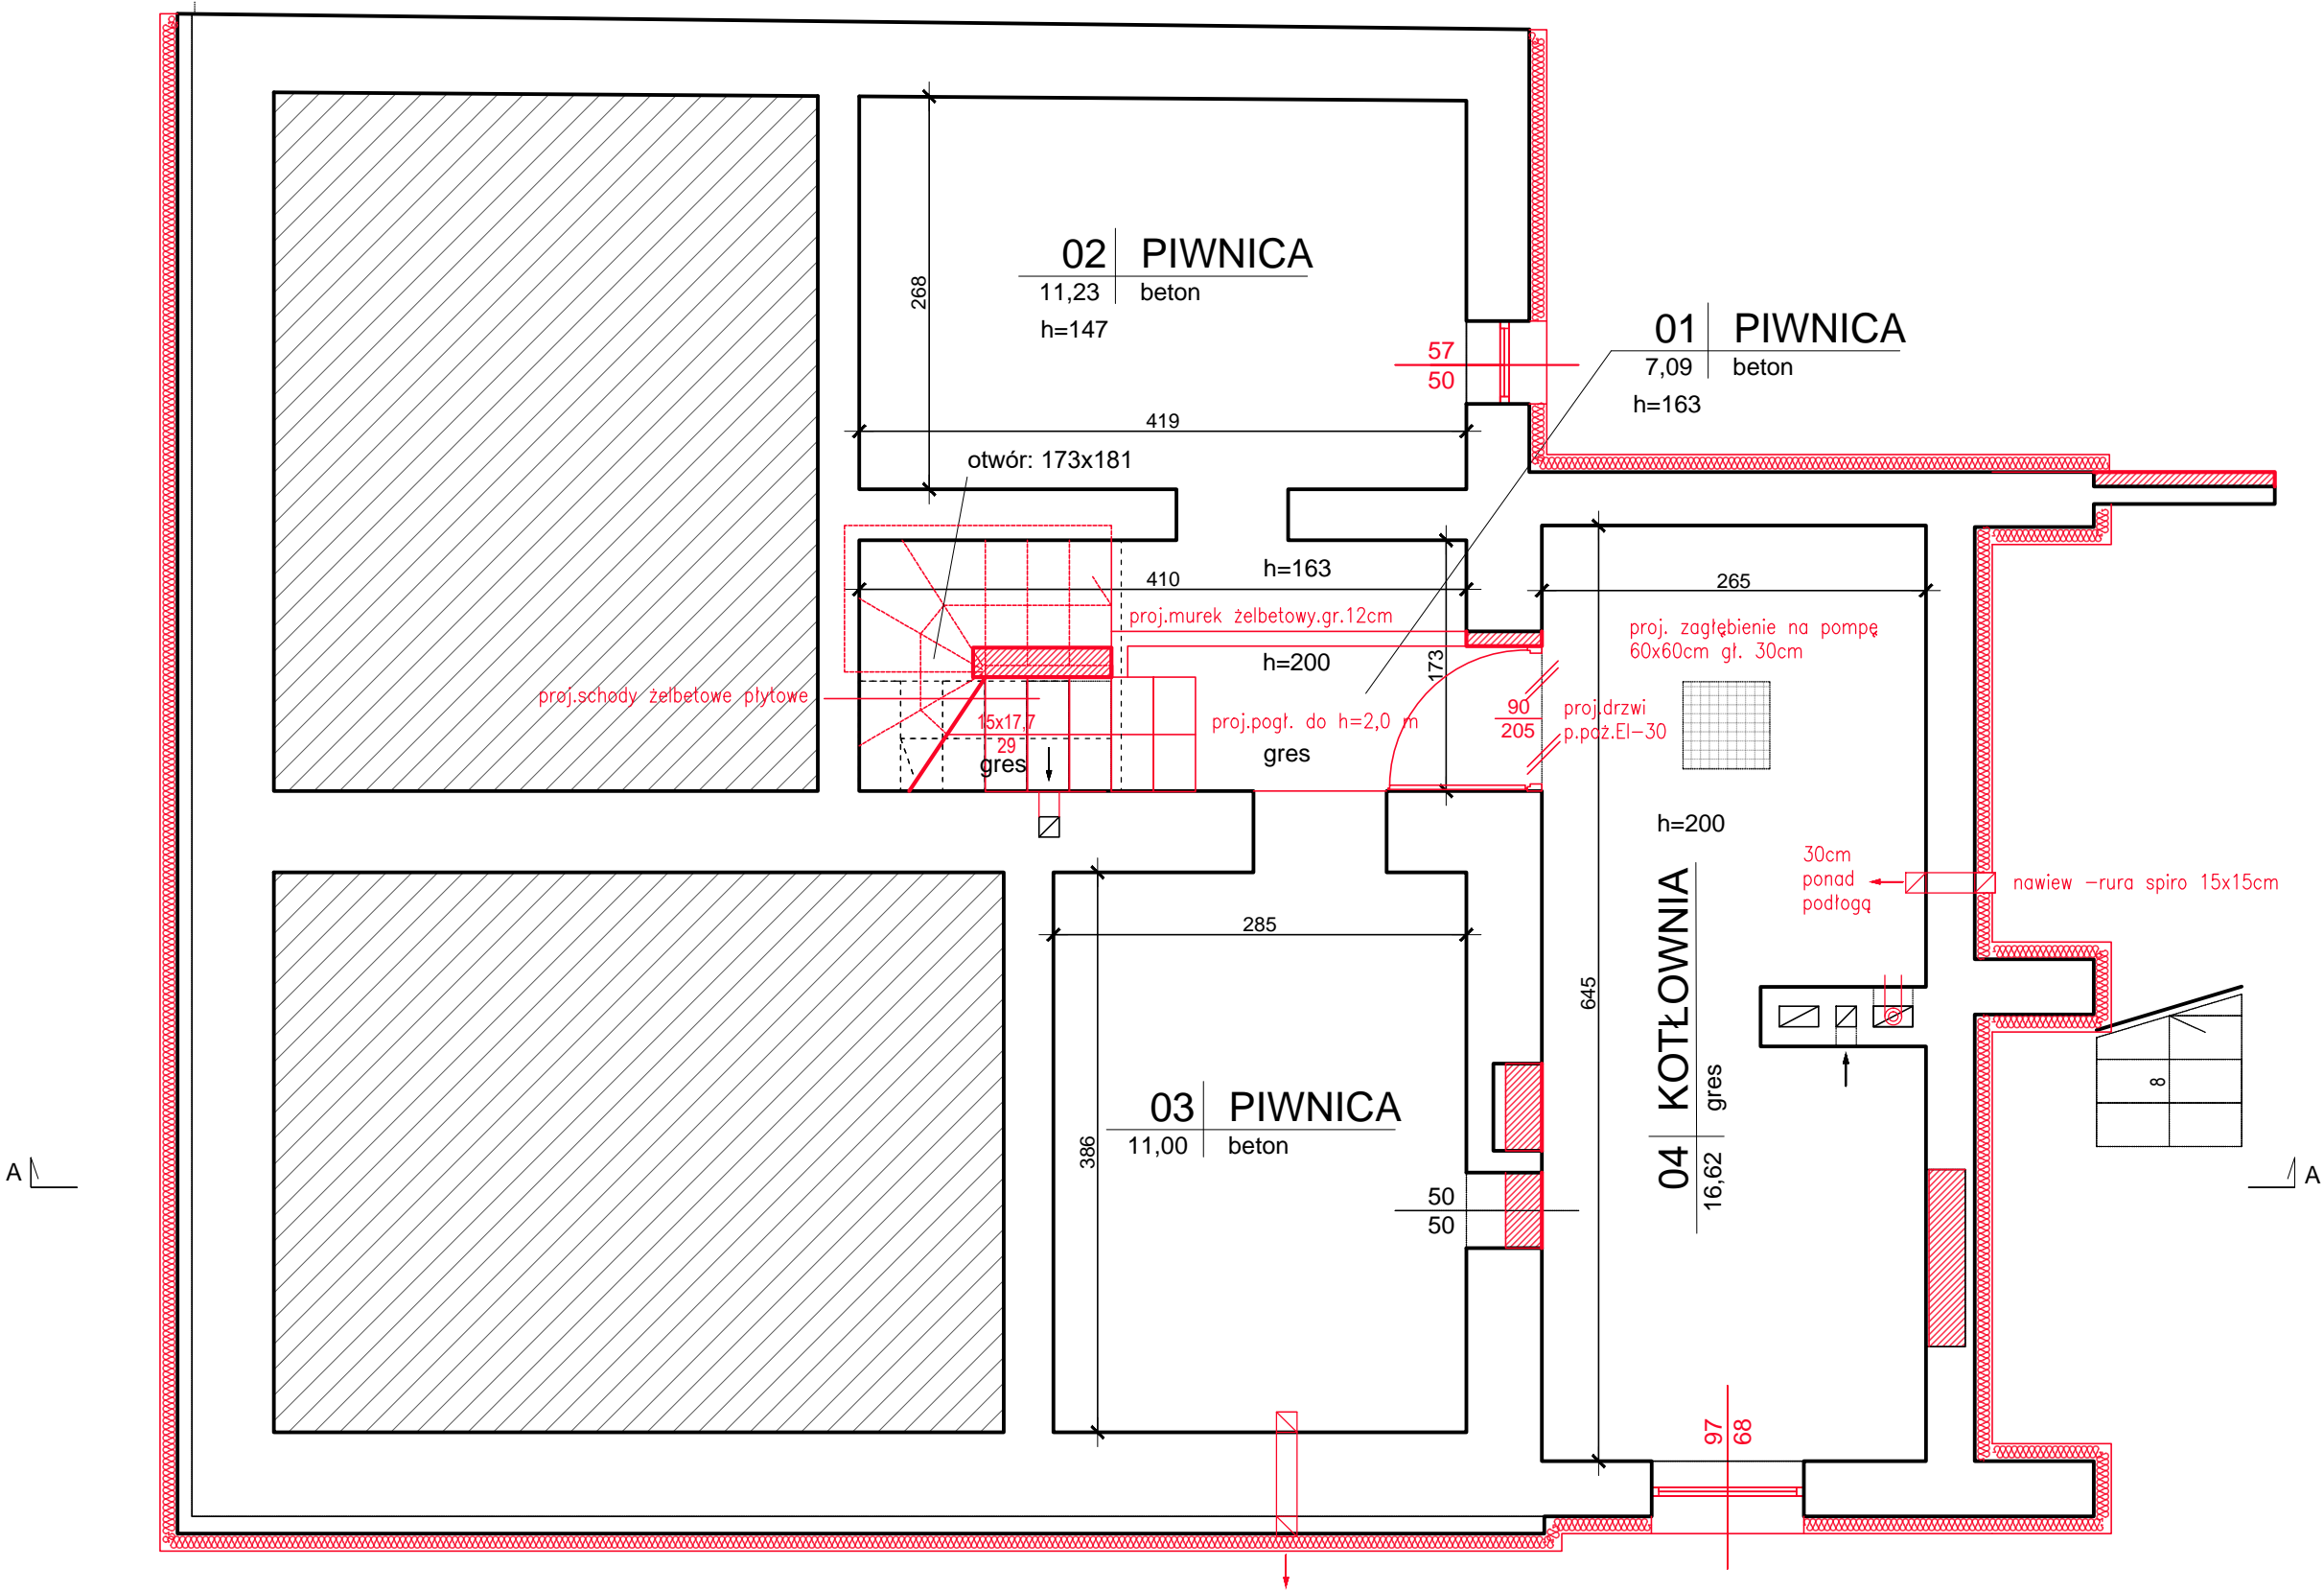 02 PIWNICA
11,23 beton
h=147
268
419
57
50
01 PIWNICA
7,09 beton
h=163
otwór: 173x181
h=163
410
265
proj.murek żelbetowy.gr.12cm
h=200
173
proj. zagłębienie na pompę
60x60cm gł. 30cm
proj.schody żelbetowe płytowe
15x17,7
29
gres
proj.pogł. do h=2,0 m
gres
90
205
proj.drzwi
p.poż.EI-30
h=200
30cm
ponad
podłogą
nawiew -rura spiro 15x15cm
285
645
04 KOTŁOWNIA
16,62 gres
8
03 PIWNICA
11,00 beton
386
50
50
A
A
97
68